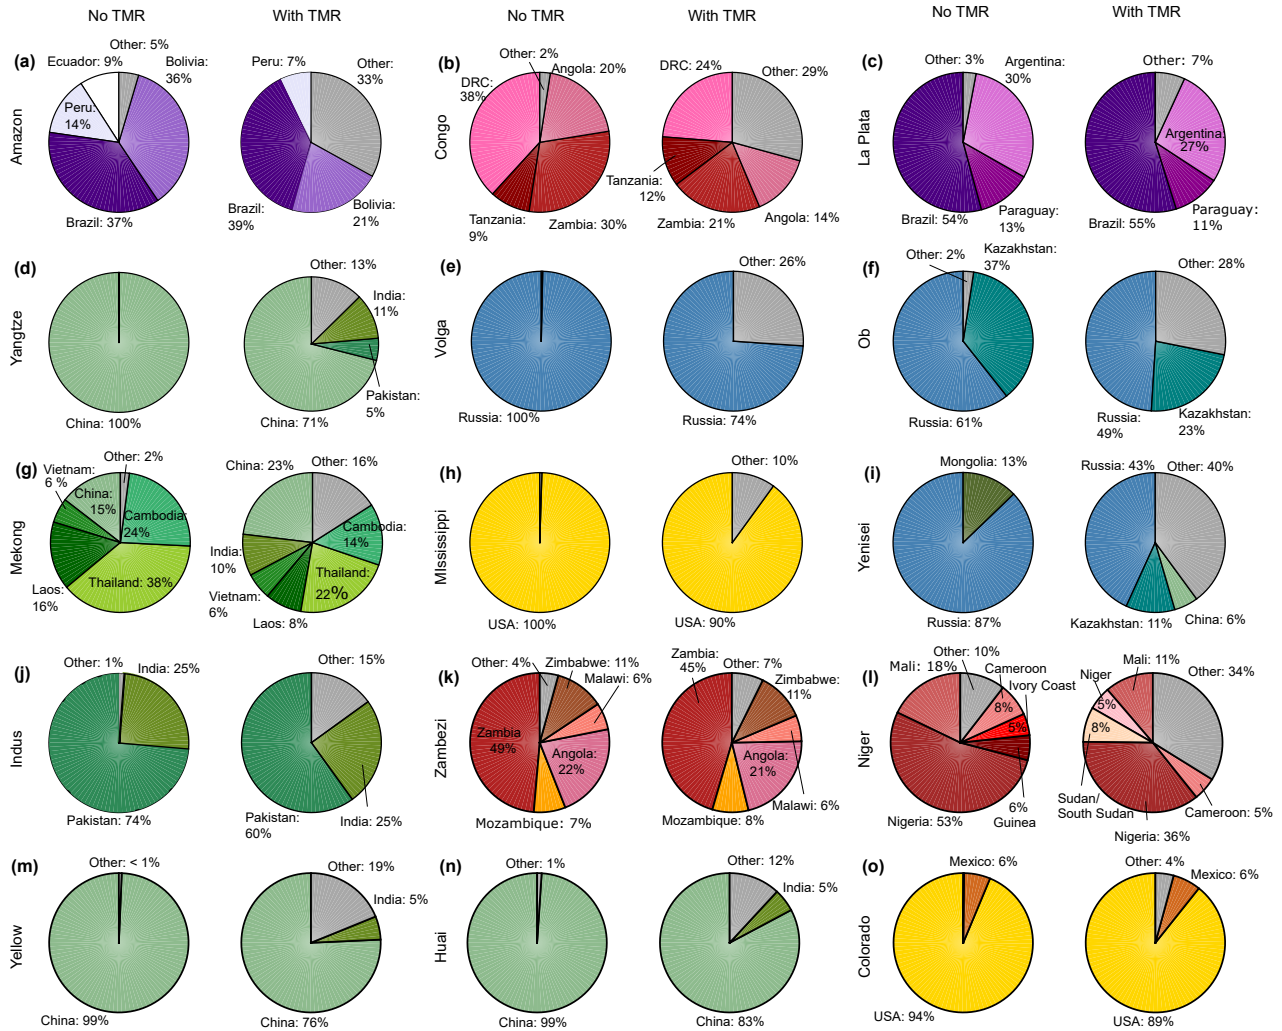 No TMR
With TMR
No TMR
With TMR
No TMR
With TMR
(a)
Amazon
Ecuador: 9%
Other: 5%
Bolivia:
36%
Peru:
14%
Brazil: 37%
Peru: 7%
Other:
33%
Brazil:
39%
Bolivia:
21%
(b)
Congo
Other: 2%
DRC:
38%
Angola: 20%
Tanzania:
9%
Zambia: 30%
DRC: 24%
Other: 29%
Tanzania:
12%
Zambia: 21%
Angola: 14%
(c)
La Plata
Other: 3%
Argentina:
30%
Brazil: 54%
Paraguay:
13%
Other: 7%
Argentina:
27%
Brazil: 55%
Paraguay:
11%
(d)
Yangtze
China: 100%
Other: 13%
India:
11%
Pakistan:
5%
China: 71%
(e)
Volga
Russia: 100%
Other: 26%
Russia: 74%
(f)
Ob
Other: 2%
Kazakhstan:
37%
Russia: 61%
Other: 28%
Russia:
49%
Kazakhstan:
23%
(g)
Mekong
Vietnam:
6 %
Other: 2%
China:
15%
Cambodia:
24%
Thailand: 38%
Laos:
16%
China: 23%
Other: 16%
Cambodia:
14%
India:
10%
Thailand:
22%
Vietnam:
6%
Laos: 8%
(h)
MIssissippi
USA: 100%
Other: 10%
USA: 90%
(i)
Yenisei
Mongolia: 13%
Russia: 87%
Russia: 43%
Other: 40%
Kazakhstan: 11%
China: 6%
(j)
Indus
Other: 1%
India: 25%
Pakistan: 74%
Other: 15%
Pakistan:
60%
India: 25%
(k)
Zambezi
Other: 4%
Zimbabwe: 11%
Malawi: 6%
Zambia
49%
Angola:
22%
Mozambique: 7%
Zambia:
45%
Other: 7%
Zimbabwe:
11%
Angola:
21%
Malawi: 6%
Mozambique: 8%
(l)
Niger
Mali: 18%
Other: 10%
Cameroon
8%
Ivory Coast
5%
6%
Guinea
Nigeria: 53%
Niger
5%
Mali: 11%
Other: 34%
8%
Sudan/
South Sudan
Cameroon: 5%
Nigeria: 36%
(m)
Yellow
Other: < 1%
China: 99%
Other: 19%
India: 5%
China: 76%
(n)
Huai
Other: 1%
China: 99%
Other: 12%
India: 5%
China: 83%
(o)
Colorado
Mexico: 6%
USA: 94%
Other: 4%
Mexico: 6%
USA: 89%